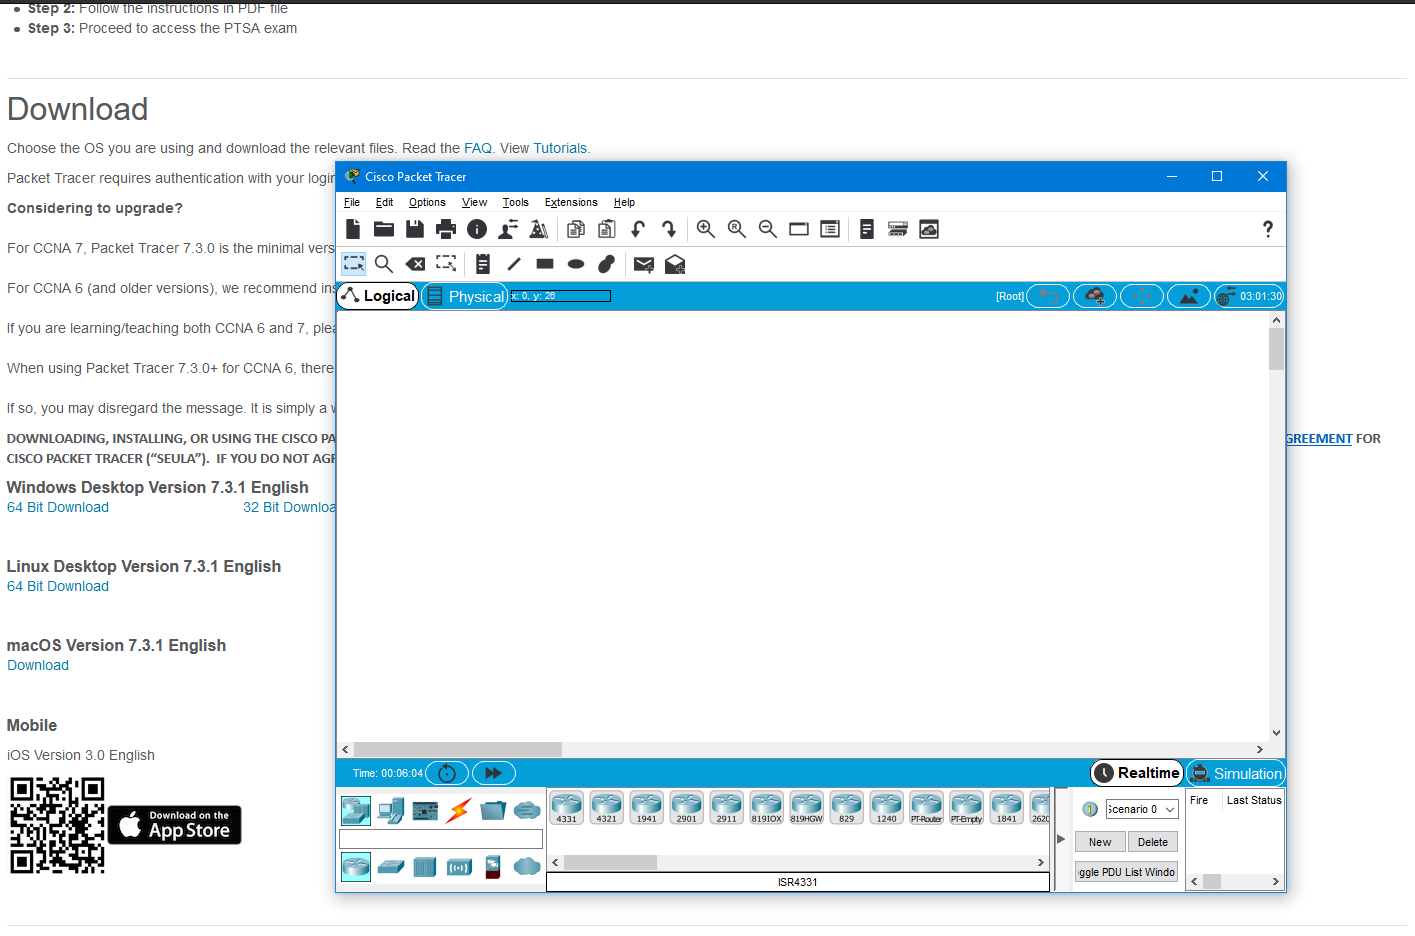 Step 2: Follow the instructions in PDF file
Step 3: Proceed to access the PTSA exam
Download
Choose the OS you are using and download the relevant files. Read the FAQ. View Tutorials.
Packet Tracer requires authentication with your login
Considering to upgrade?
For CCNA 7, Packet Tracer 7.3.0 is the minimal vers
For CCNA 6 (and older versions), we recommend ins
If you are learning/teaching both CCNA 6 and 7, plea
When using Packet Tracer 7.3.0+ for CCNA 6, there
If so, you may disregard the message. It is simply a w
DOWNLOADING, INSTALLING, OR USING THE CISCO PA
GREEMENT FOR
CISCO PACKET TRACER (“SEULA”). IF YOU DO NOT AGR
Windows Desktop Version 7.3.1 English
64 Bit Download 32 Bit Downloa
Linux Desktop Version 7.3.1 English
64 Bit Download
macOS Version 7.3.1 English
Download
Mobile
iOS Version 3.0 English
Download on the
App Store
Cisco Packet Tracer
File Edit Options View Tools Extensions Help
?
Logical Physical x: 0, y: 26 [Root] 03:01:30
Time: 00:06:04 Realtime Simulation
4331 4321 1941 2901 2911 819IOX 819HGW 829 1240 PT-Router PT-Empty 1841 2620
ISR4331
Scenario 0
New Delete
ggle PDU List Windo
Fire Last Status